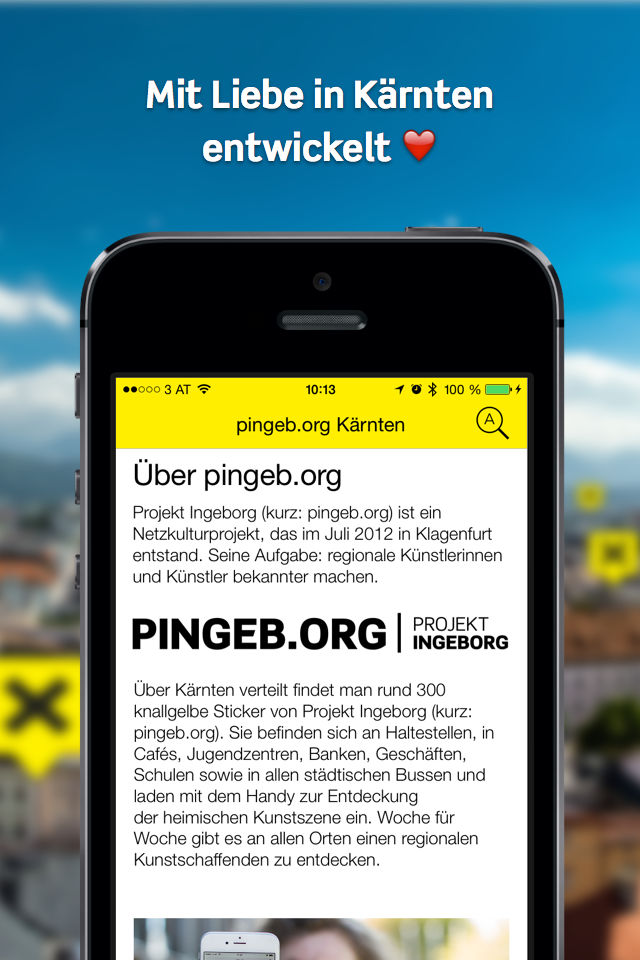 Mit Liebe in Kärnten
entwickelt ❤️
3 AT 10:13 100 %
pingeb.org Kärnten A
Über pingeb.org
Projekt Ingeborg (kurz: pingeb.org) ist ein
Netzkulturprojekt, das im Juli 2012 in Klagenfurt
entstand. Seine Aufgabe: regionale Künstlerinnen
und Künstler bekannter machen.
PINGEB.ORG | PROJEKT
INGEBORG
Über Kärnten verteilt findet man rund 300
knallgelbe Sticker von Projekt Ingeborg (kurz:
pingeb.org). Sie befinden sich an Haltestellen, in
Cafés, Jugendzentren, Banken, Geschäften,
Schulen sowie in allen städtischen Bussen und
laden mit dem Handy zur Entdeckung
der heimischen Kunstszene ein. Woche für
Woche gibt es an allen Orten einen regionalen
Kunstschaffenden zu entdecken.